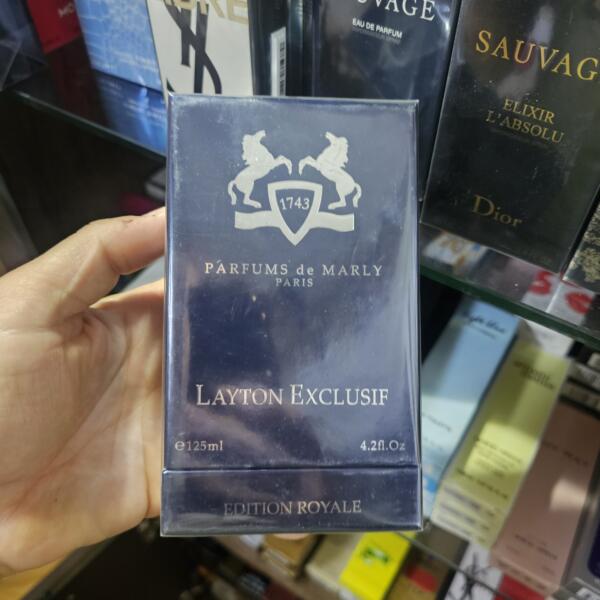 SAUVAGE
EAU DE PARFUM
SAUVAG
ELIXIR
L'ABSOLU
Dior
1743
PARFUMS de MARLY
PARIS
LAYTON EXCLUSIF
℮125ml 4.2fl.Oz
EDITION ROYALE